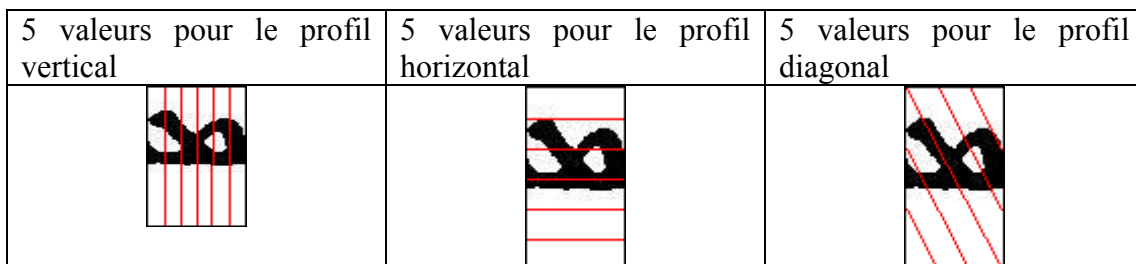 5 valeurs pour le profil
vertical
5 valeurs pour le profil
horizontal
5 valeurs pour le profil
diagonal